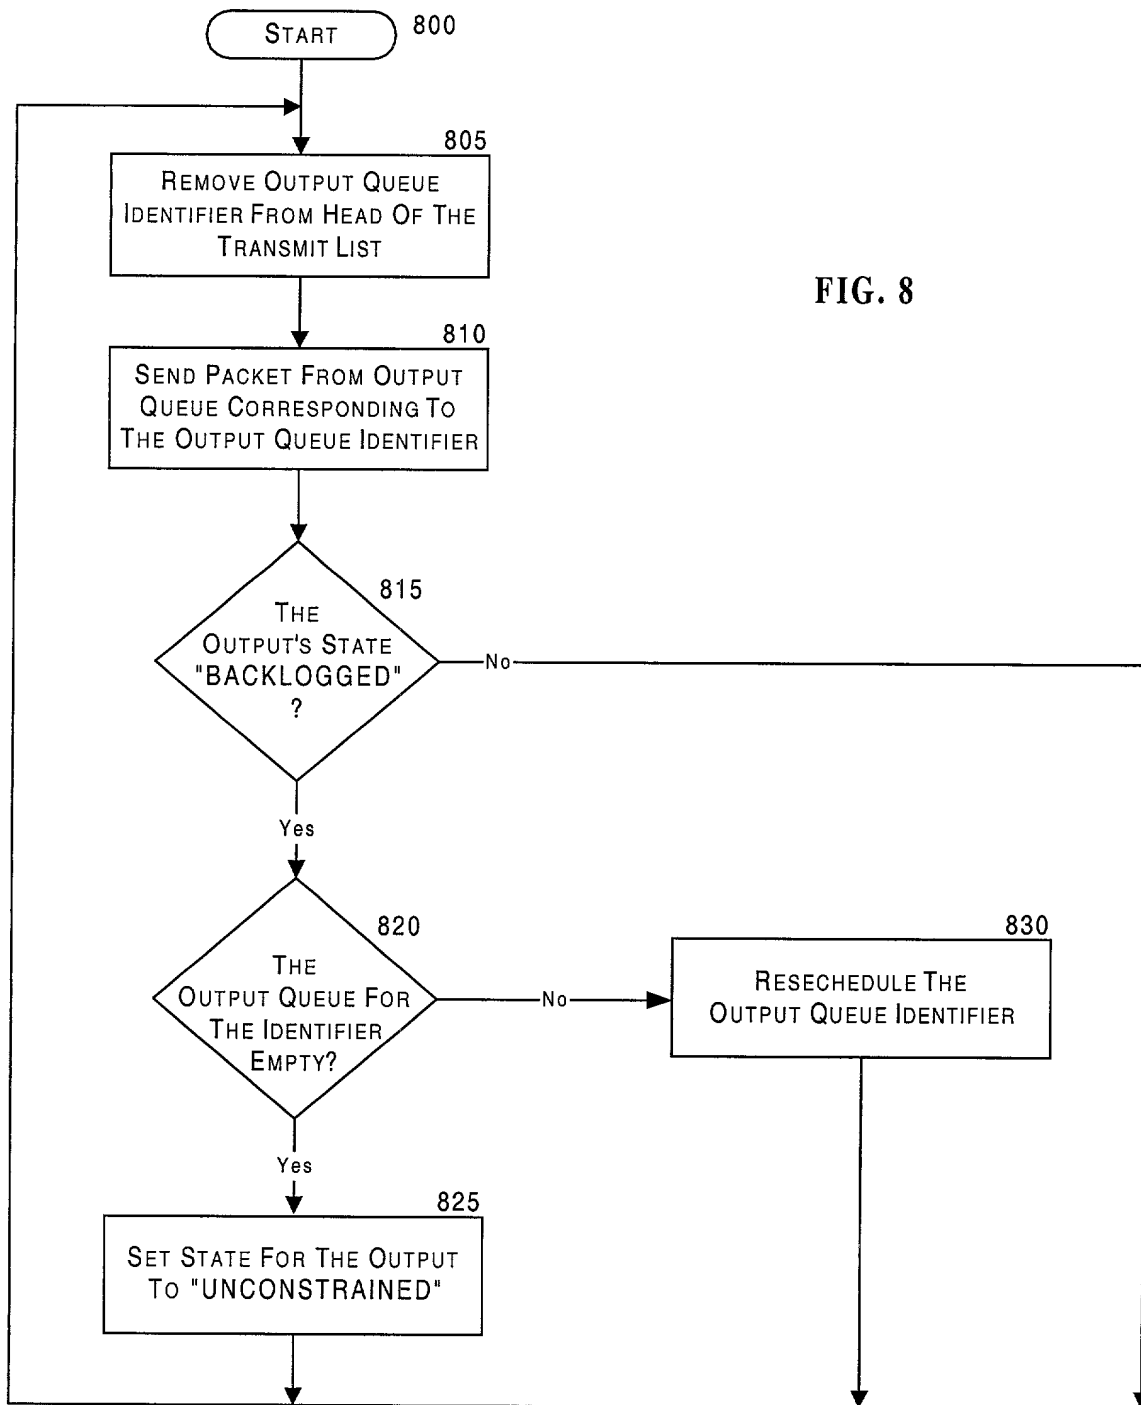 START
800
805
REMOVE OUTPUT QUEUE
IDENTIFIER FROM HEAD OF THE
TRANSMIT LIST
FIG. 8
810
SEND PACKET FROM OUTPUT
QUEUE CORRESPONDING TO
THE OUTPUT QUEUE IDENTIFIER
815
THE
OUTPUT'S STATE
"BACKLOGGED"
?
No
Yes
820
THE
OUTPUT QUEUE FOR
THE IDENTIFIER
EMPTY?
No
830
RESECHEDULE THE
OUTPUT QUEUE IDENTIFIER
Yes
825
SET STATE FOR THE OUTPUT
TO "UNCONSTRAINED"